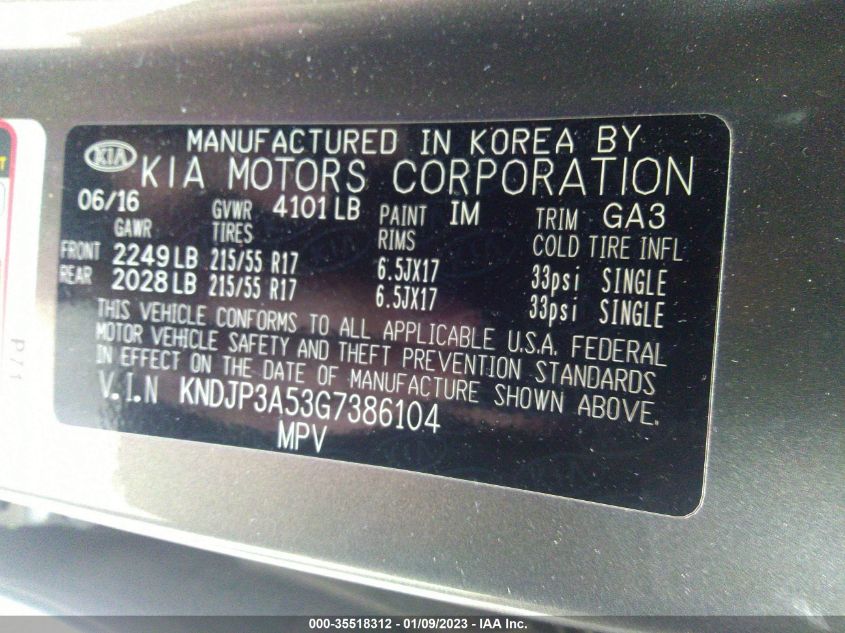 KIA
MANUFACTURED IN KOREA BY
KIA MOTORS CORPORATION
06/16 GVWR 4101 LB PAINT IM TRIM GA3
GAWR TIRES RIMS COLD TIRE INFL
FRONT 2249 LB 215/55 R17 6.5JX17 33psi SINGLE
REAR 2028 LB 215/55 R17 6.5JX17 33psi SINGLE
THIS VEHICLE CONFORMS TO ALL APPLICABLE U.S.A. FEDERAL
MOTOR VEHICLE SAFETY AND THEFT PREVENTION STANDARDS
IN EFFECT ON THE DATE OF MANUFACTURE SHOWN ABOVE.
V.I.N KNDJP3A53G7386104
MPV
000-35518312 - 01/09/2023 - IAA Inc.